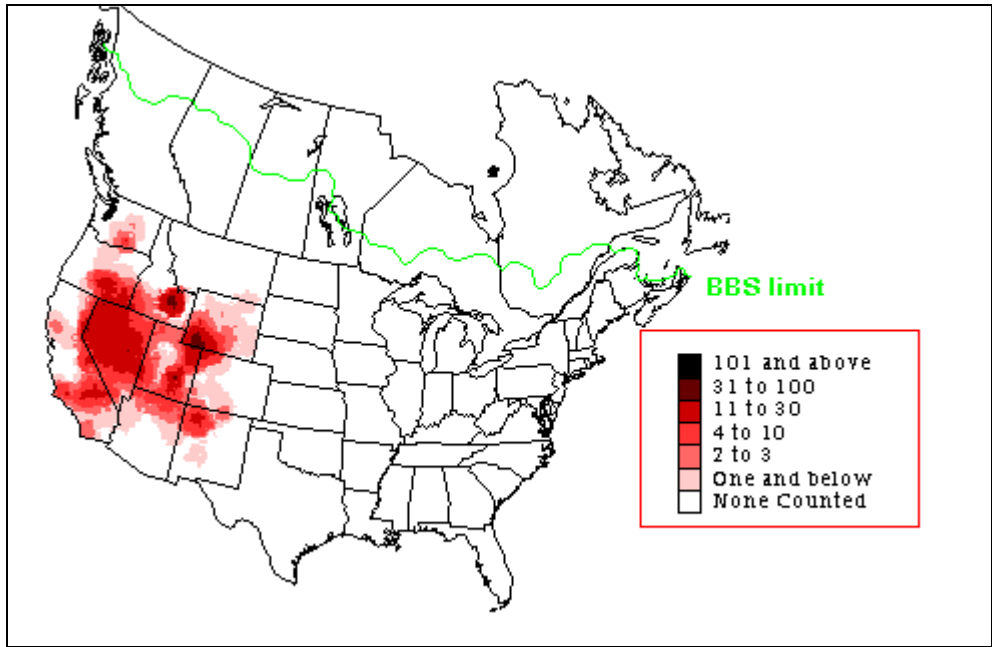 BBS limit
101 and above
31 to 100
11 to 30
4 to 10
2 to 3
One and below
None Counted